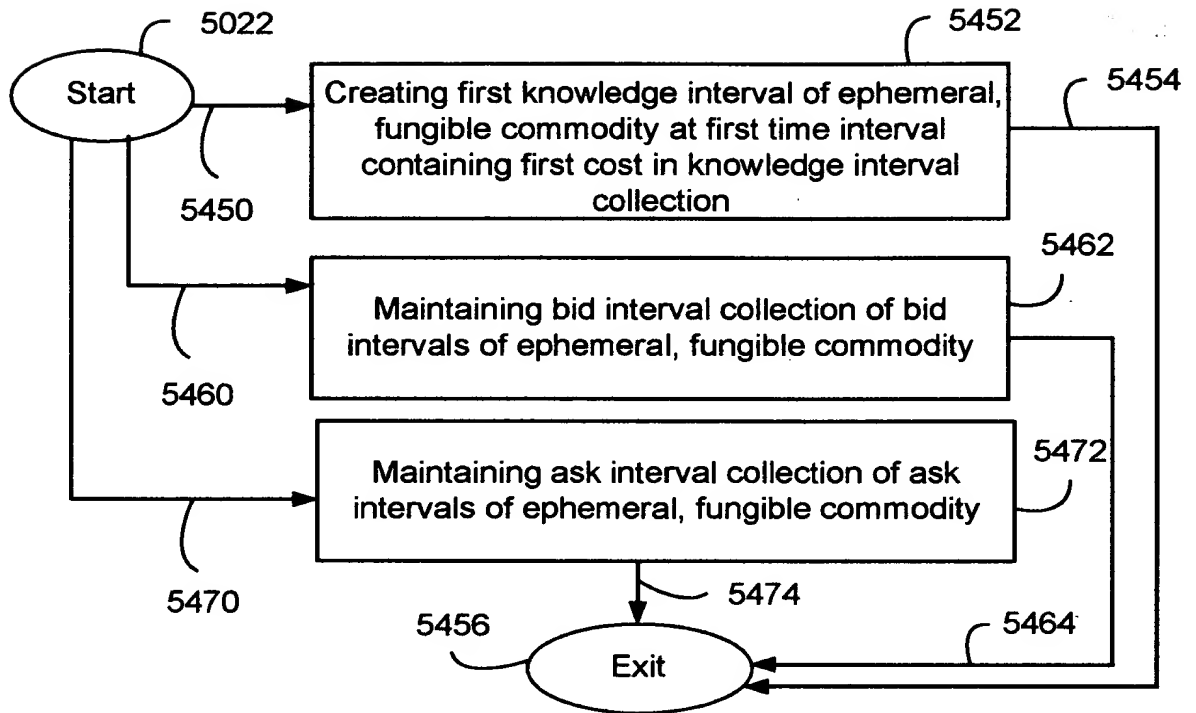 5022
Start
5452
Creating first knowledge interval of ephemeral,
fungible commodity at first time interval
containing first cost in knowledge interval
collection
5454
5450
5462
Maintaining bid interval collection of bid
intervals of ephemeral, fungible commodity
5460
5472
Maintaining ask interval collection of ask
intervals of ephemeral, fungible commodity
5470
5474
5456
Exit
5464